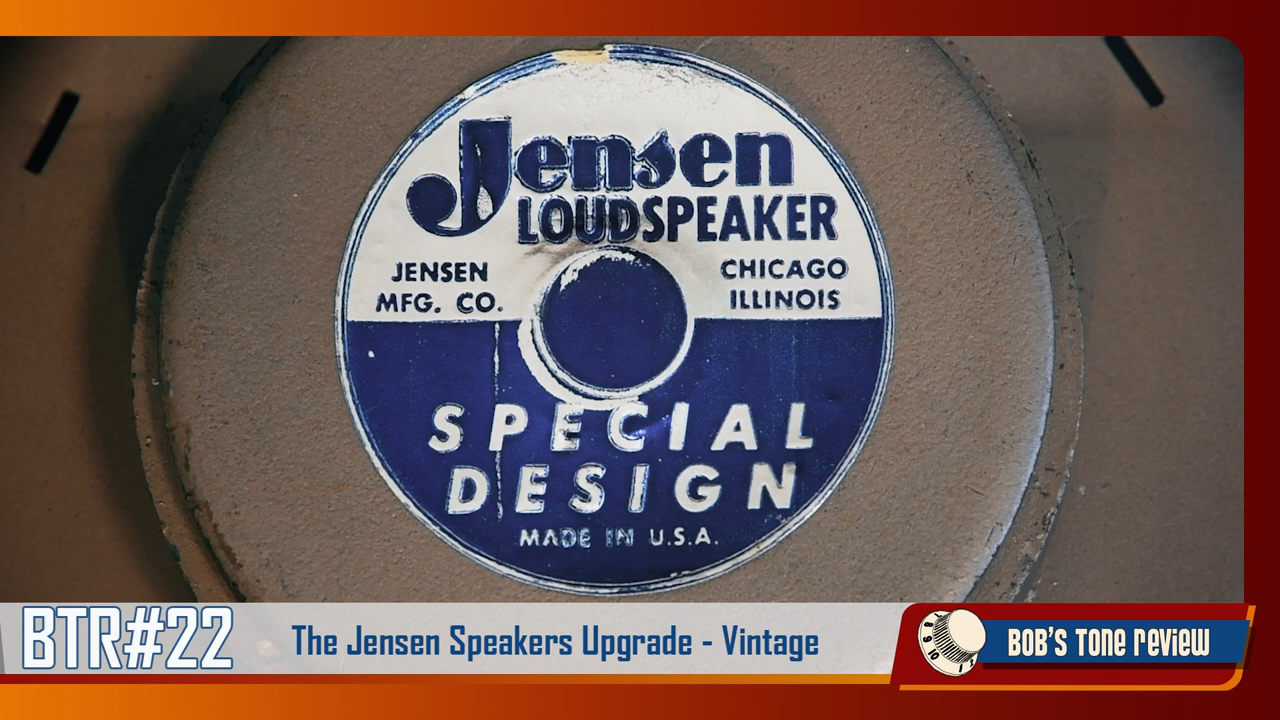 Jensen
LOUDSPEAKER
JENSEN
MFG. CO.
CHICAGO
ILLINOIS
SPECIAL
DESIGN
MADE IN U.S.A.
BTR#22
The Jensen Speakers Upgrade - Vintage
BOB'S TONE REVIEW